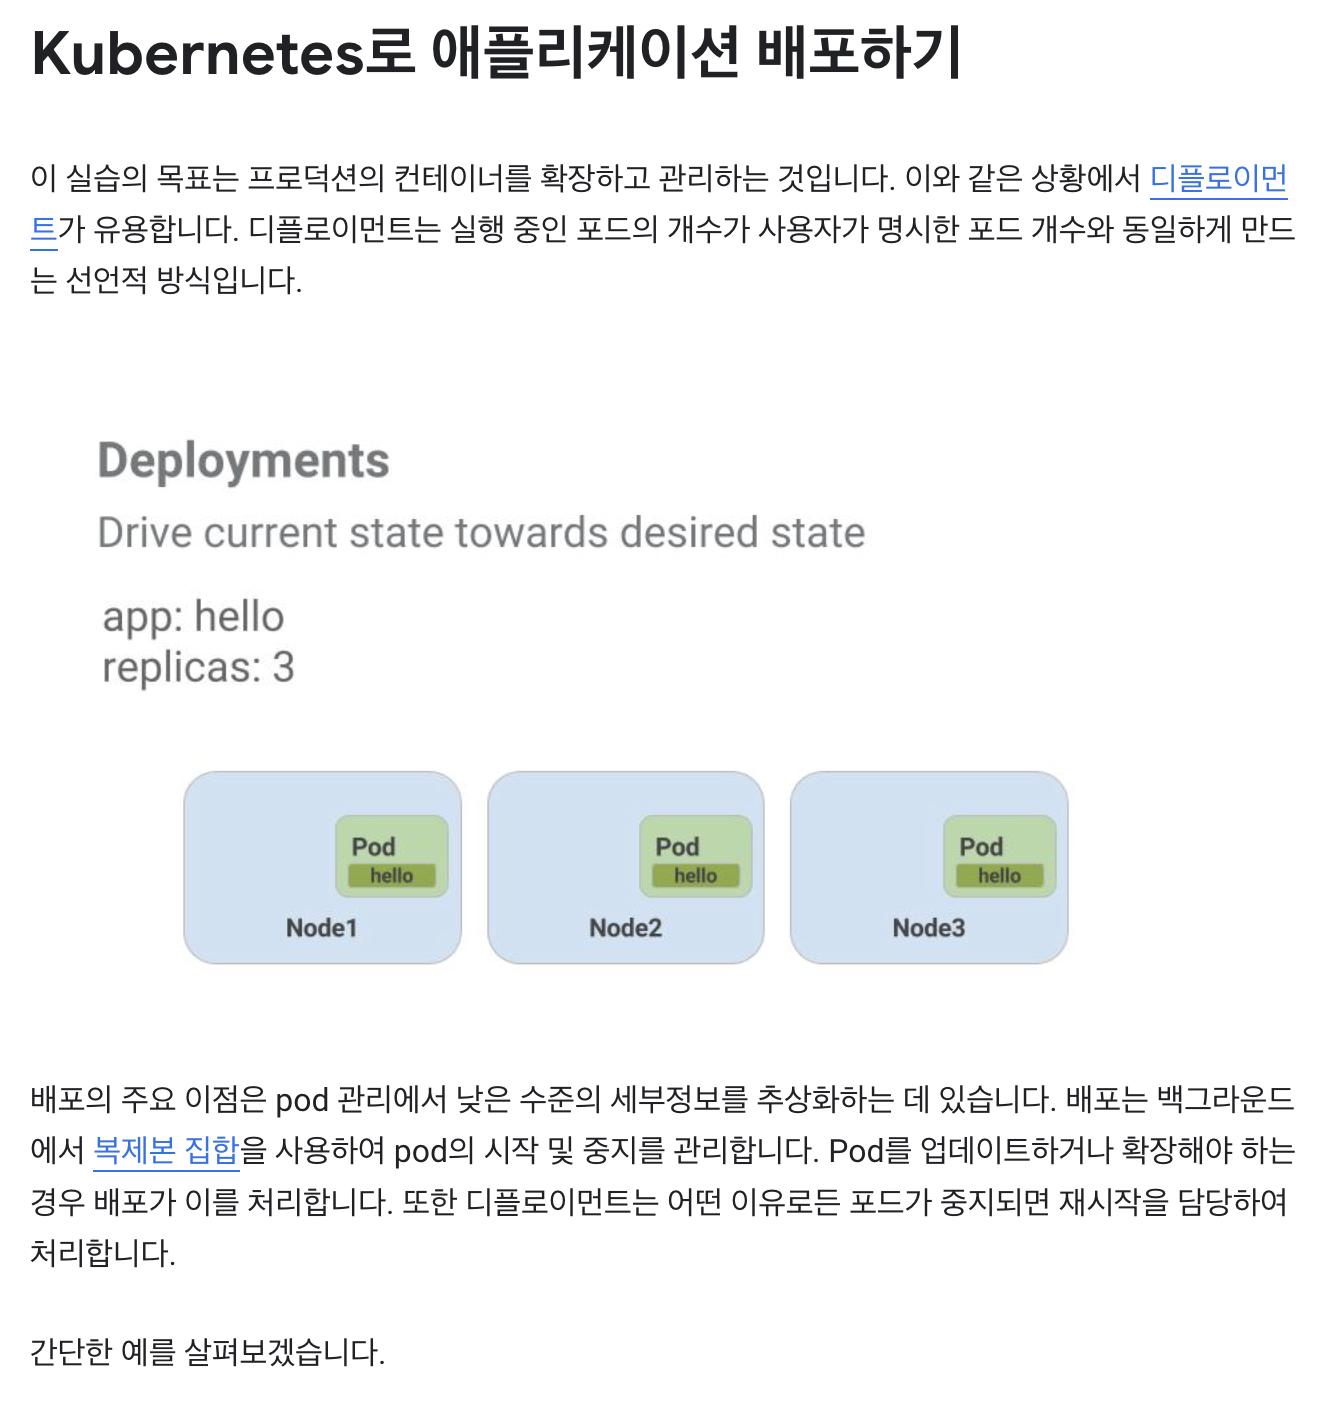 Kubernetes로 애플리케이션 배포하기
이 실습의 목표는 프로덕션의 컨테이너를 확장하고 관리하는 것입니다. 이와 같은 상황에서 디플로이먼
트가 유용합니다. 디플로이먼트는 실행 중인 포드의 개수가 사용자가 명시한 포드 개수와 동일하게 만드
는 선언적 방식입니다.
Deployments
Drive current state towards desired state
app: hello
replicas: 3
Pod
hello
Node1
Pod
hello
Node2
Pod
hello
Node3
배포의 주요 이점은 pod 관리에서 낮은 수준의 세부정보를 추상화하는 데 있습니다. 배포는 백그라운드
에서 복제본 집합을 사용하여 pod의 시작 및 중지를 관리합니다. Pod를 업데이트하거나 확장해야 하는
경우 배포가 이를 처리합니다. 또한 디플로이먼트는 어떤 이유로든 포드가 중지되면 재시작을 담당하여
처리합니다.
간단한 예를 살펴보겠습니다.